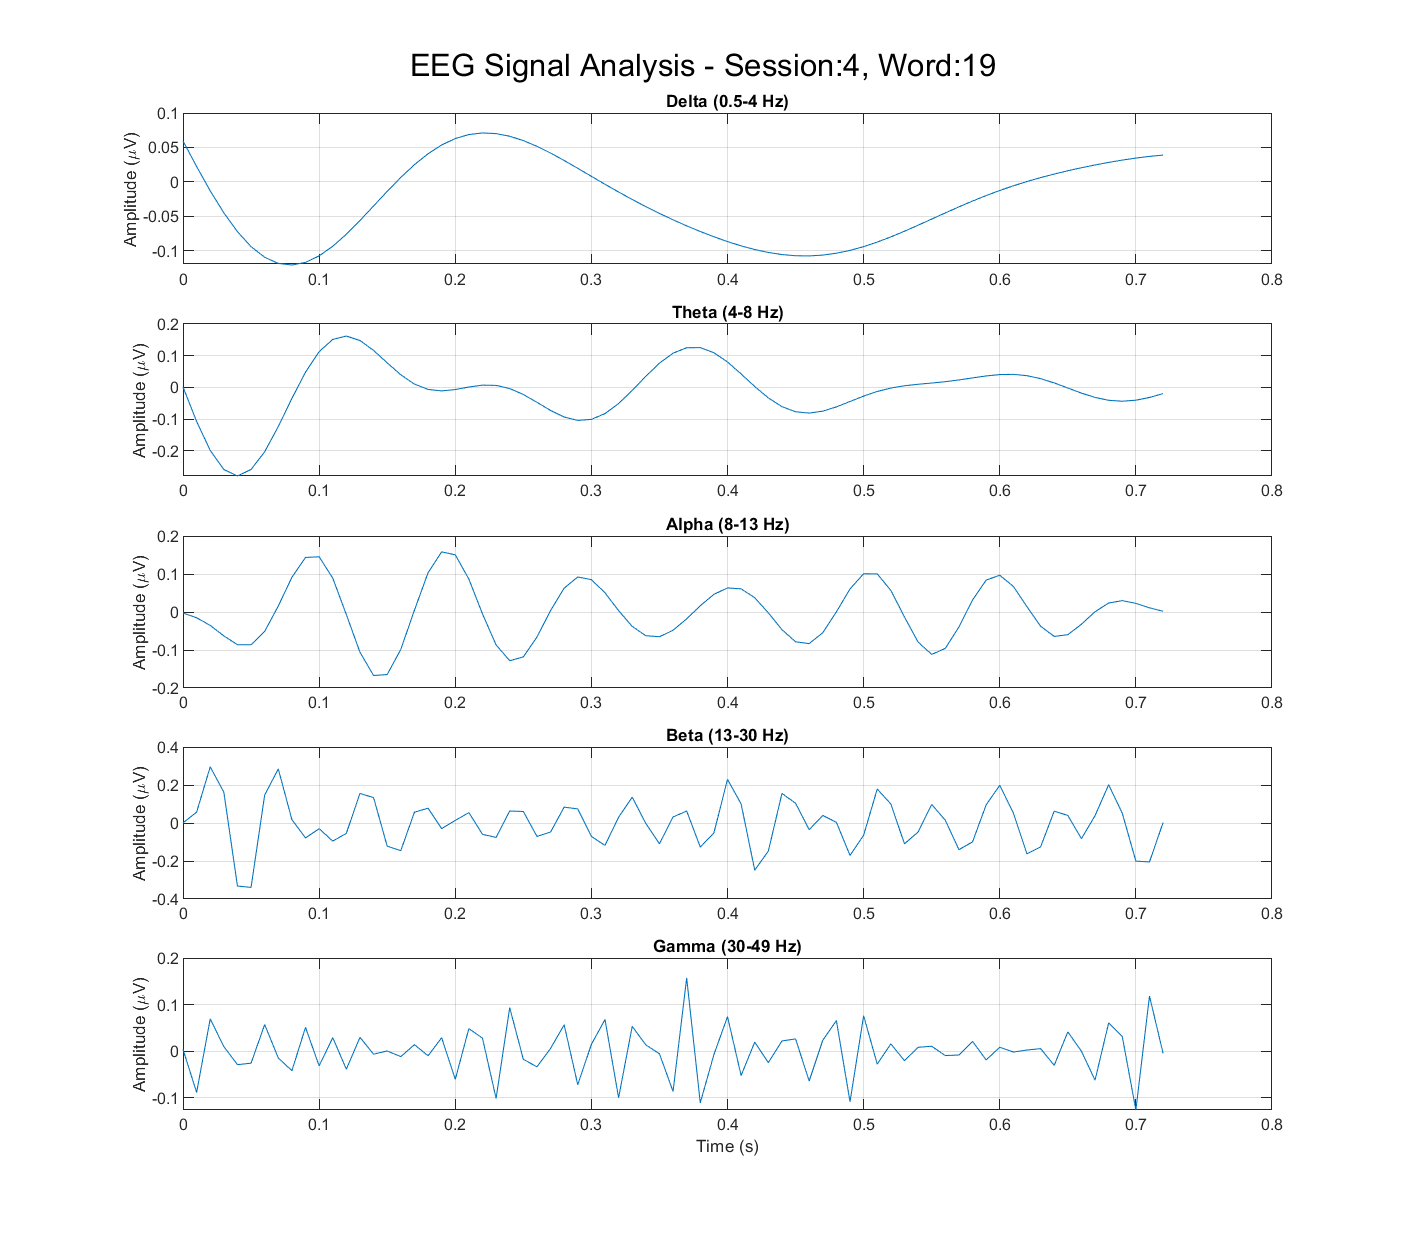 EEG Signal Analysis - Session:4, Word:19
Delta (0.5-4 Hz)
Amplitude (μV)
0.1
0.05
0
-0.05
-0.1
0 0.1 0.2 0.3 0.4 0.5 0.6 0.7 0.8
Theta (4-8 Hz)
Amplitude (μV)
0.2
0.1
0
-0.1
-0.2
0 0.1 0.2 0.3 0.4 0.5 0.6 0.7 0.8
Alpha (8-13 Hz)
Amplitude (μV)
0.2
0.1
0
-0.1
-0.2
0 0.1 0.2 0.3 0.4 0.5 0.6 0.7 0.8
Beta (13-30 Hz)
Amplitude (μV)
0.4
0.2
0
-0.2
-0.4
0 0.1 0.2 0.3 0.4 0.5 0.6 0.7 0.8
Gamma (30-49 Hz)
Amplitude (μV)
0.2
0.1
0
-0.1
0 0.1 0.2 0.3 0.4 0.5 0.6 0.7 0.8
Time (s)